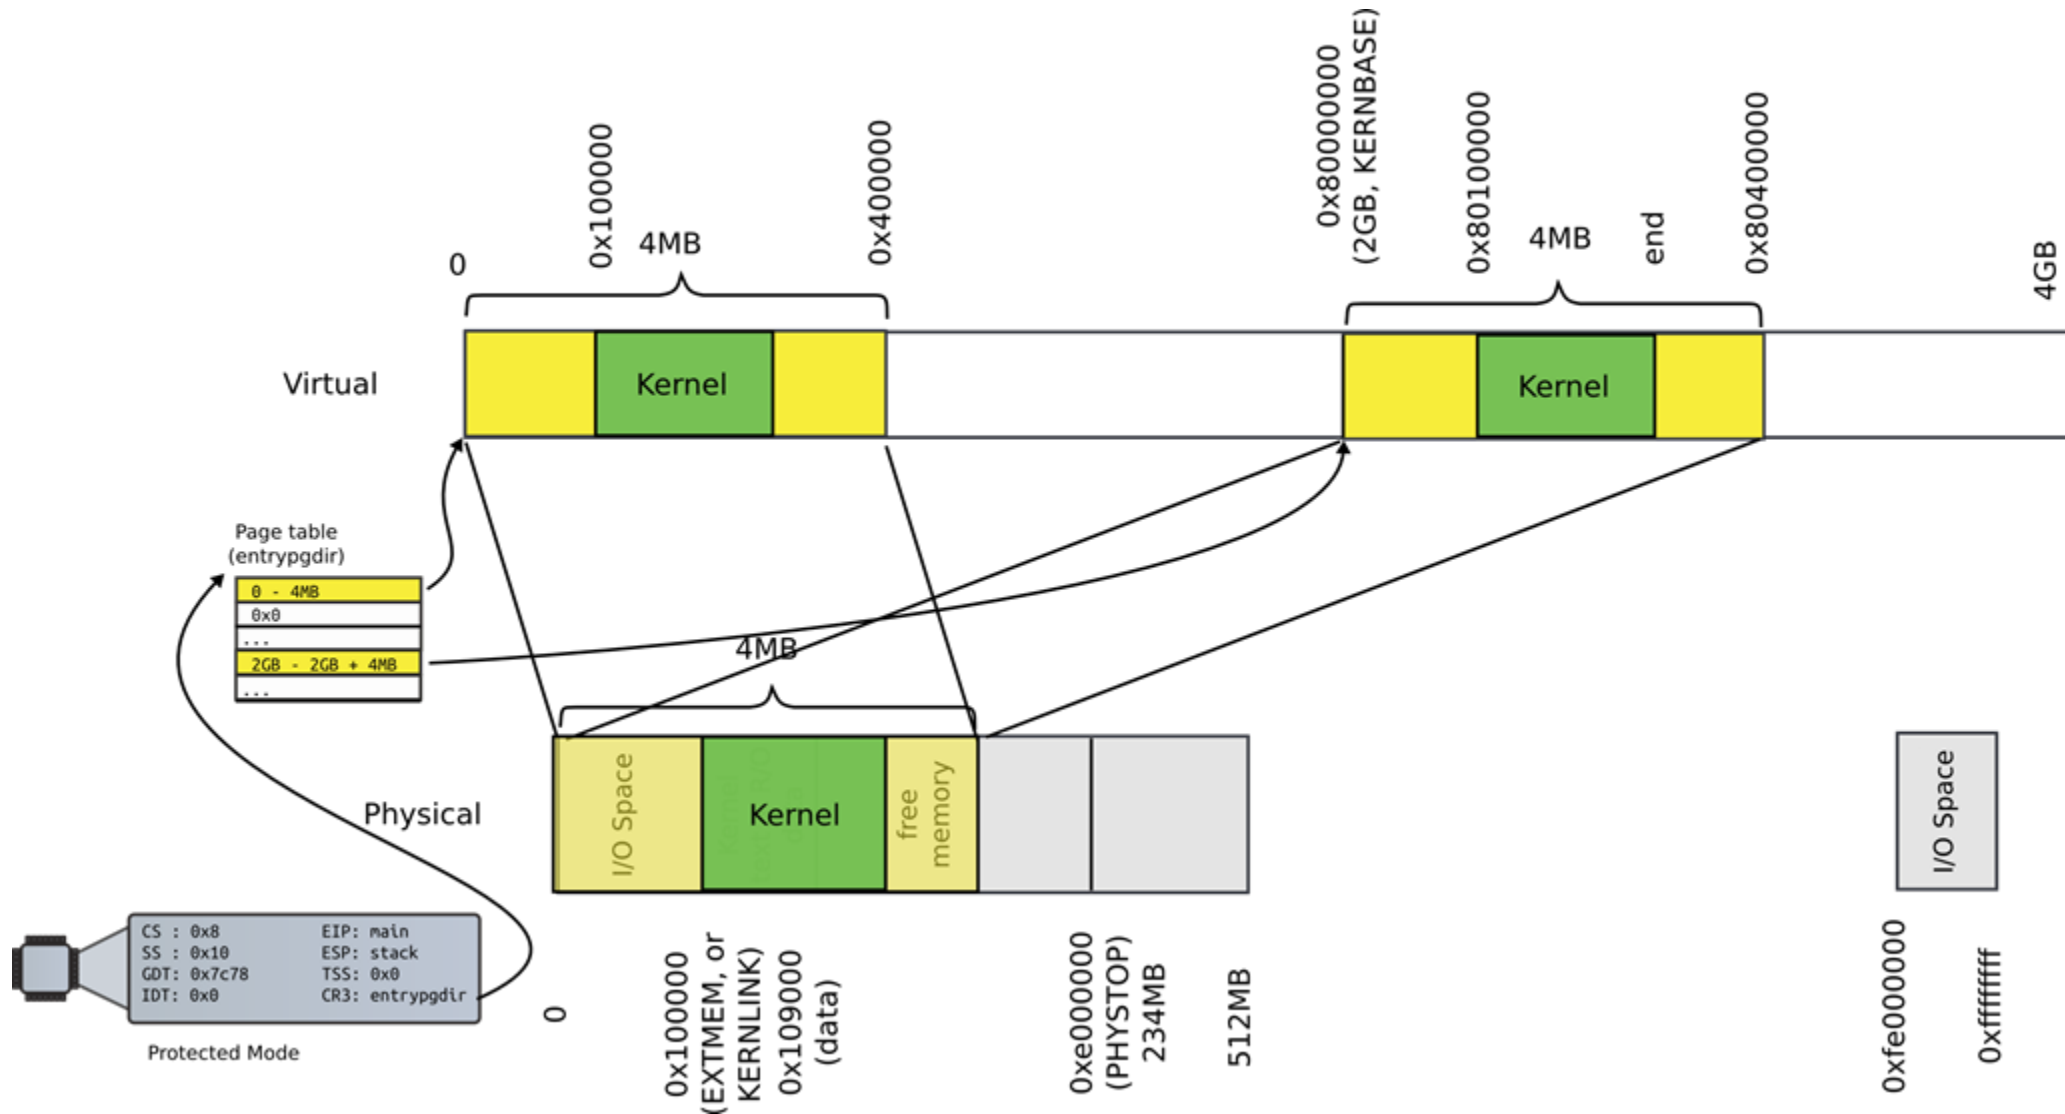 0
0x100000
4MB
0x400000
0x80000000
(2GB, KERNBASE)
0x80100000
4MB
end
0x80400000
4GB
Virtual
Kernel
Kernel
Page table
(entrypgdir)
0 - 4MB
0x0
...
2GB - 2GB + 4MB
...
4MB
Physical
I/O Space
Kernel
free
memory
I/O Space
CS : 0x8
SS : 0x10
GDT: 0x7c78
IDT: 0x0
EIP: main
ESP: stack
TSS: 0x0
CR3: entrypgdir
Protected Mode
0
0x100000
(EXTMEM, or
KERNLINK)
0x109000
(data)
0xe000000
(PHYSTOP)
234MB
512MB
0xfe000000
0xffffffff